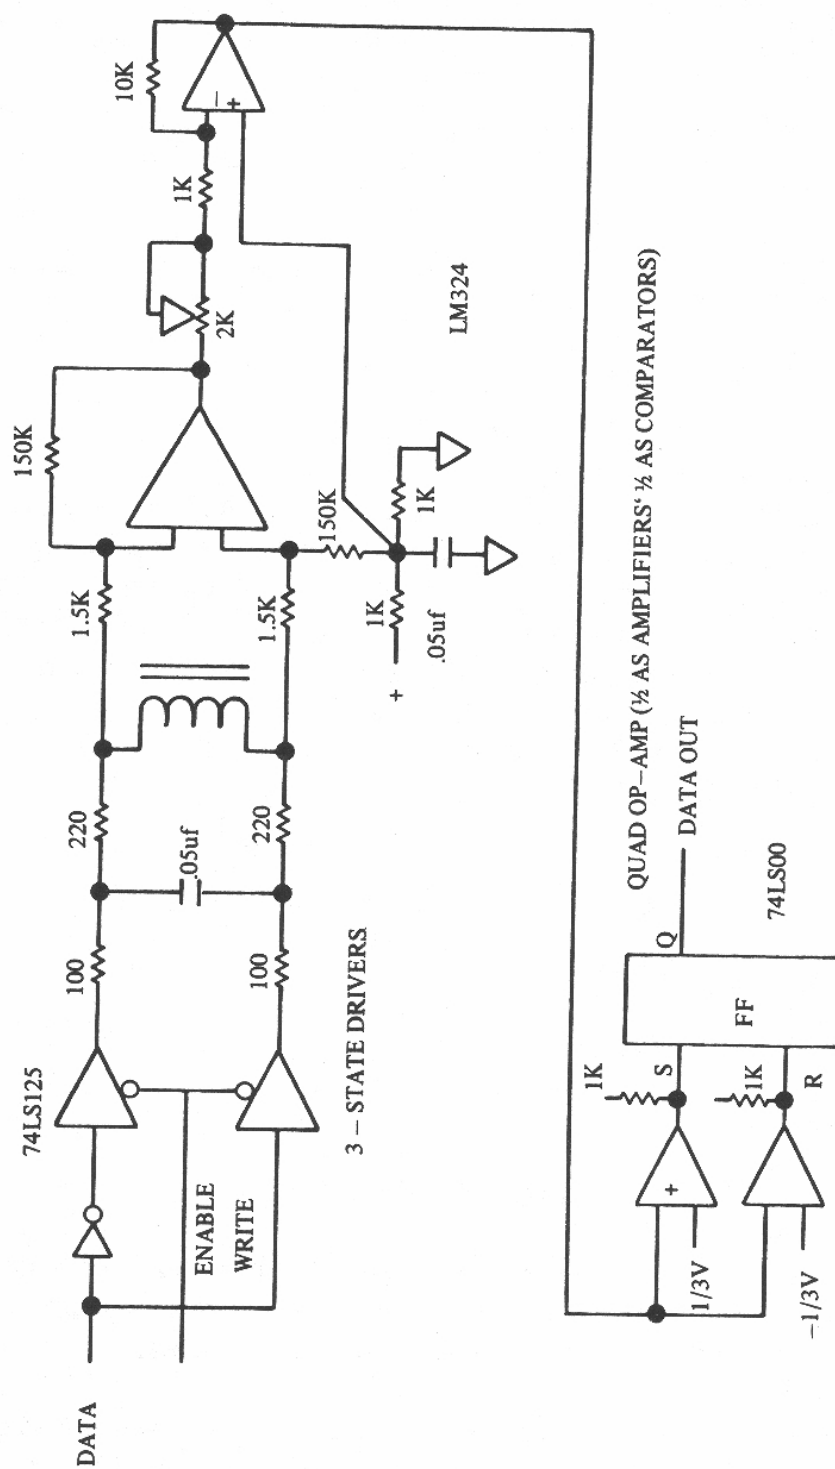 DATA
ENABLE
WRITE
74LS125
3 – STATE DRIVERS
100
100
.05uf
220
220
1.5K
1.5K
150K
150K
1K
1K
.05uf
+
2K
1K
10K
–
+
LM324
QUAD OP–AMP (½ AS AMPLIFIERS‘ ½ AS COMPARATORS)
1/3V
–1/3V
+
1K
1K
S
R
FF
Q
DATA OUT
74LS00